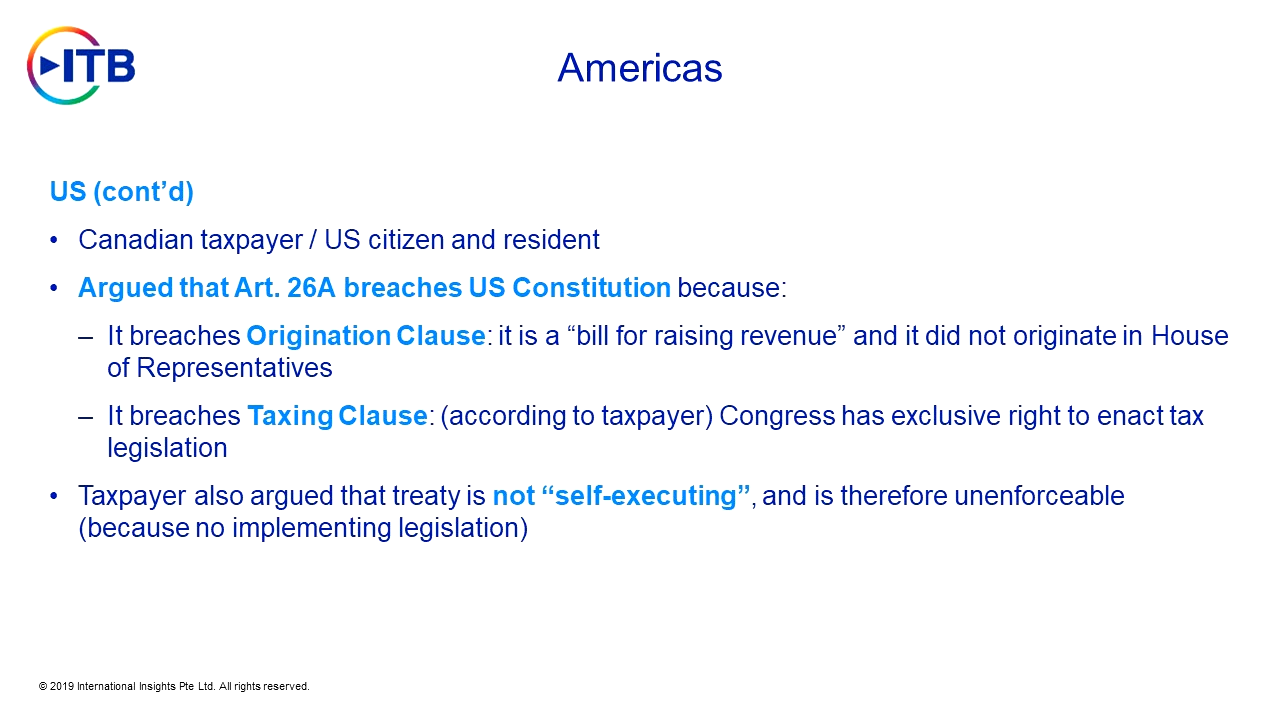 ITB
Americas
US (cont’d)
• Canadian taxpayer / US citizen and resident
• Argued that Art. 26A breaches US Constitution because:
– It breaches Origination Clause: it is a “bill for raising revenue” and it did not originate in House
of Representatives
– It breaches Taxing Clause: (according to taxpayer) Congress has exclusive right to enact tax
legislation
• Taxpayer also argued that treaty is not “self-executing”, and is therefore unenforceable
(because no implementing legislation)
© 2019 International Insights Pte Ltd. All rights reserved.